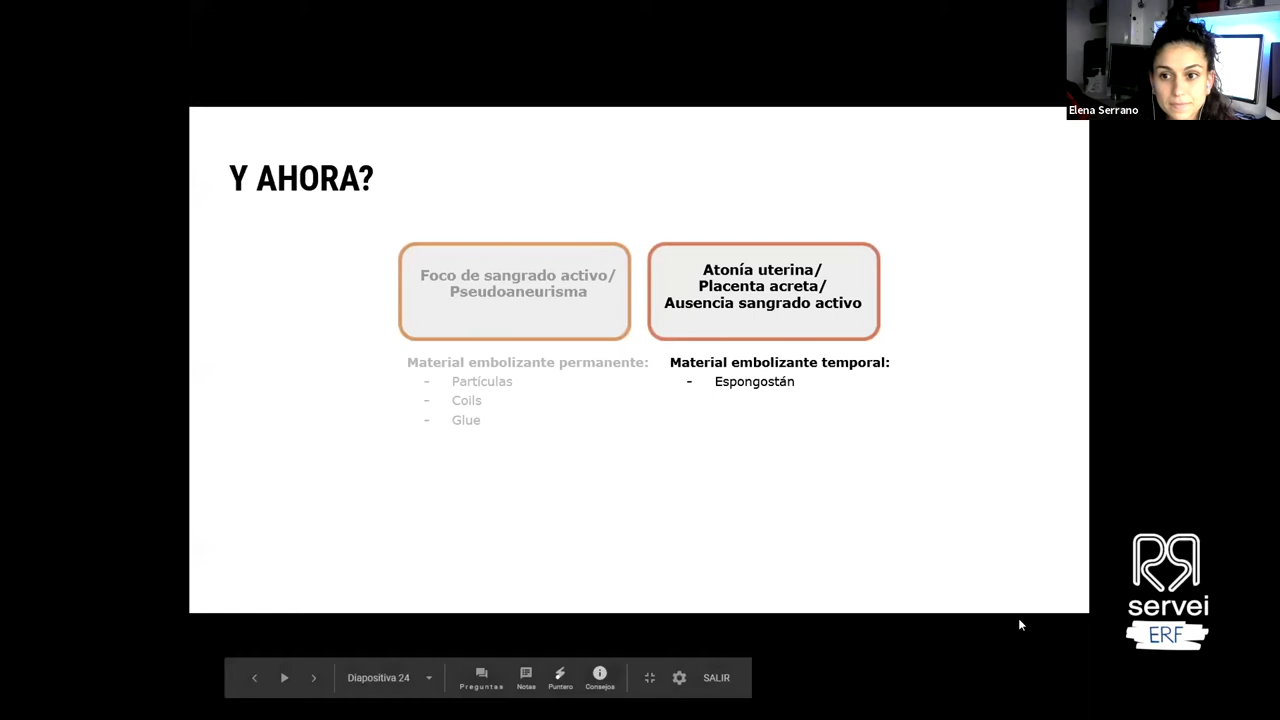 Elena Serrano
Y AHORA?
Foco de sangrado activo/
Pseudoaneurisma
Atonía uterina/
Placenta acreta/
Ausencia sangrado activo
Material embolizante permanente:
- Partículas
- Coils
- Glue
Material embolizante temporal:
- Espongostán
servei
ERF
Diapositiva 24
Preguntas
Notas
Puntero
Consejos
SALIR